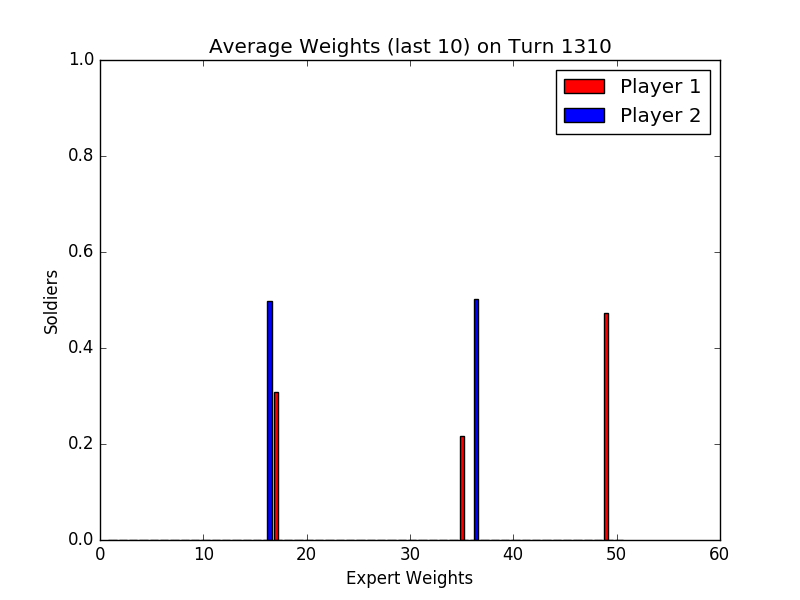 Average Weights (last 10) on Turn 1310
1.0
Player 1
Player 2
0.8
0.6
Soldiers
0.4
0.2
0.0
0 10 20 30 40 50 60
Expert Weights